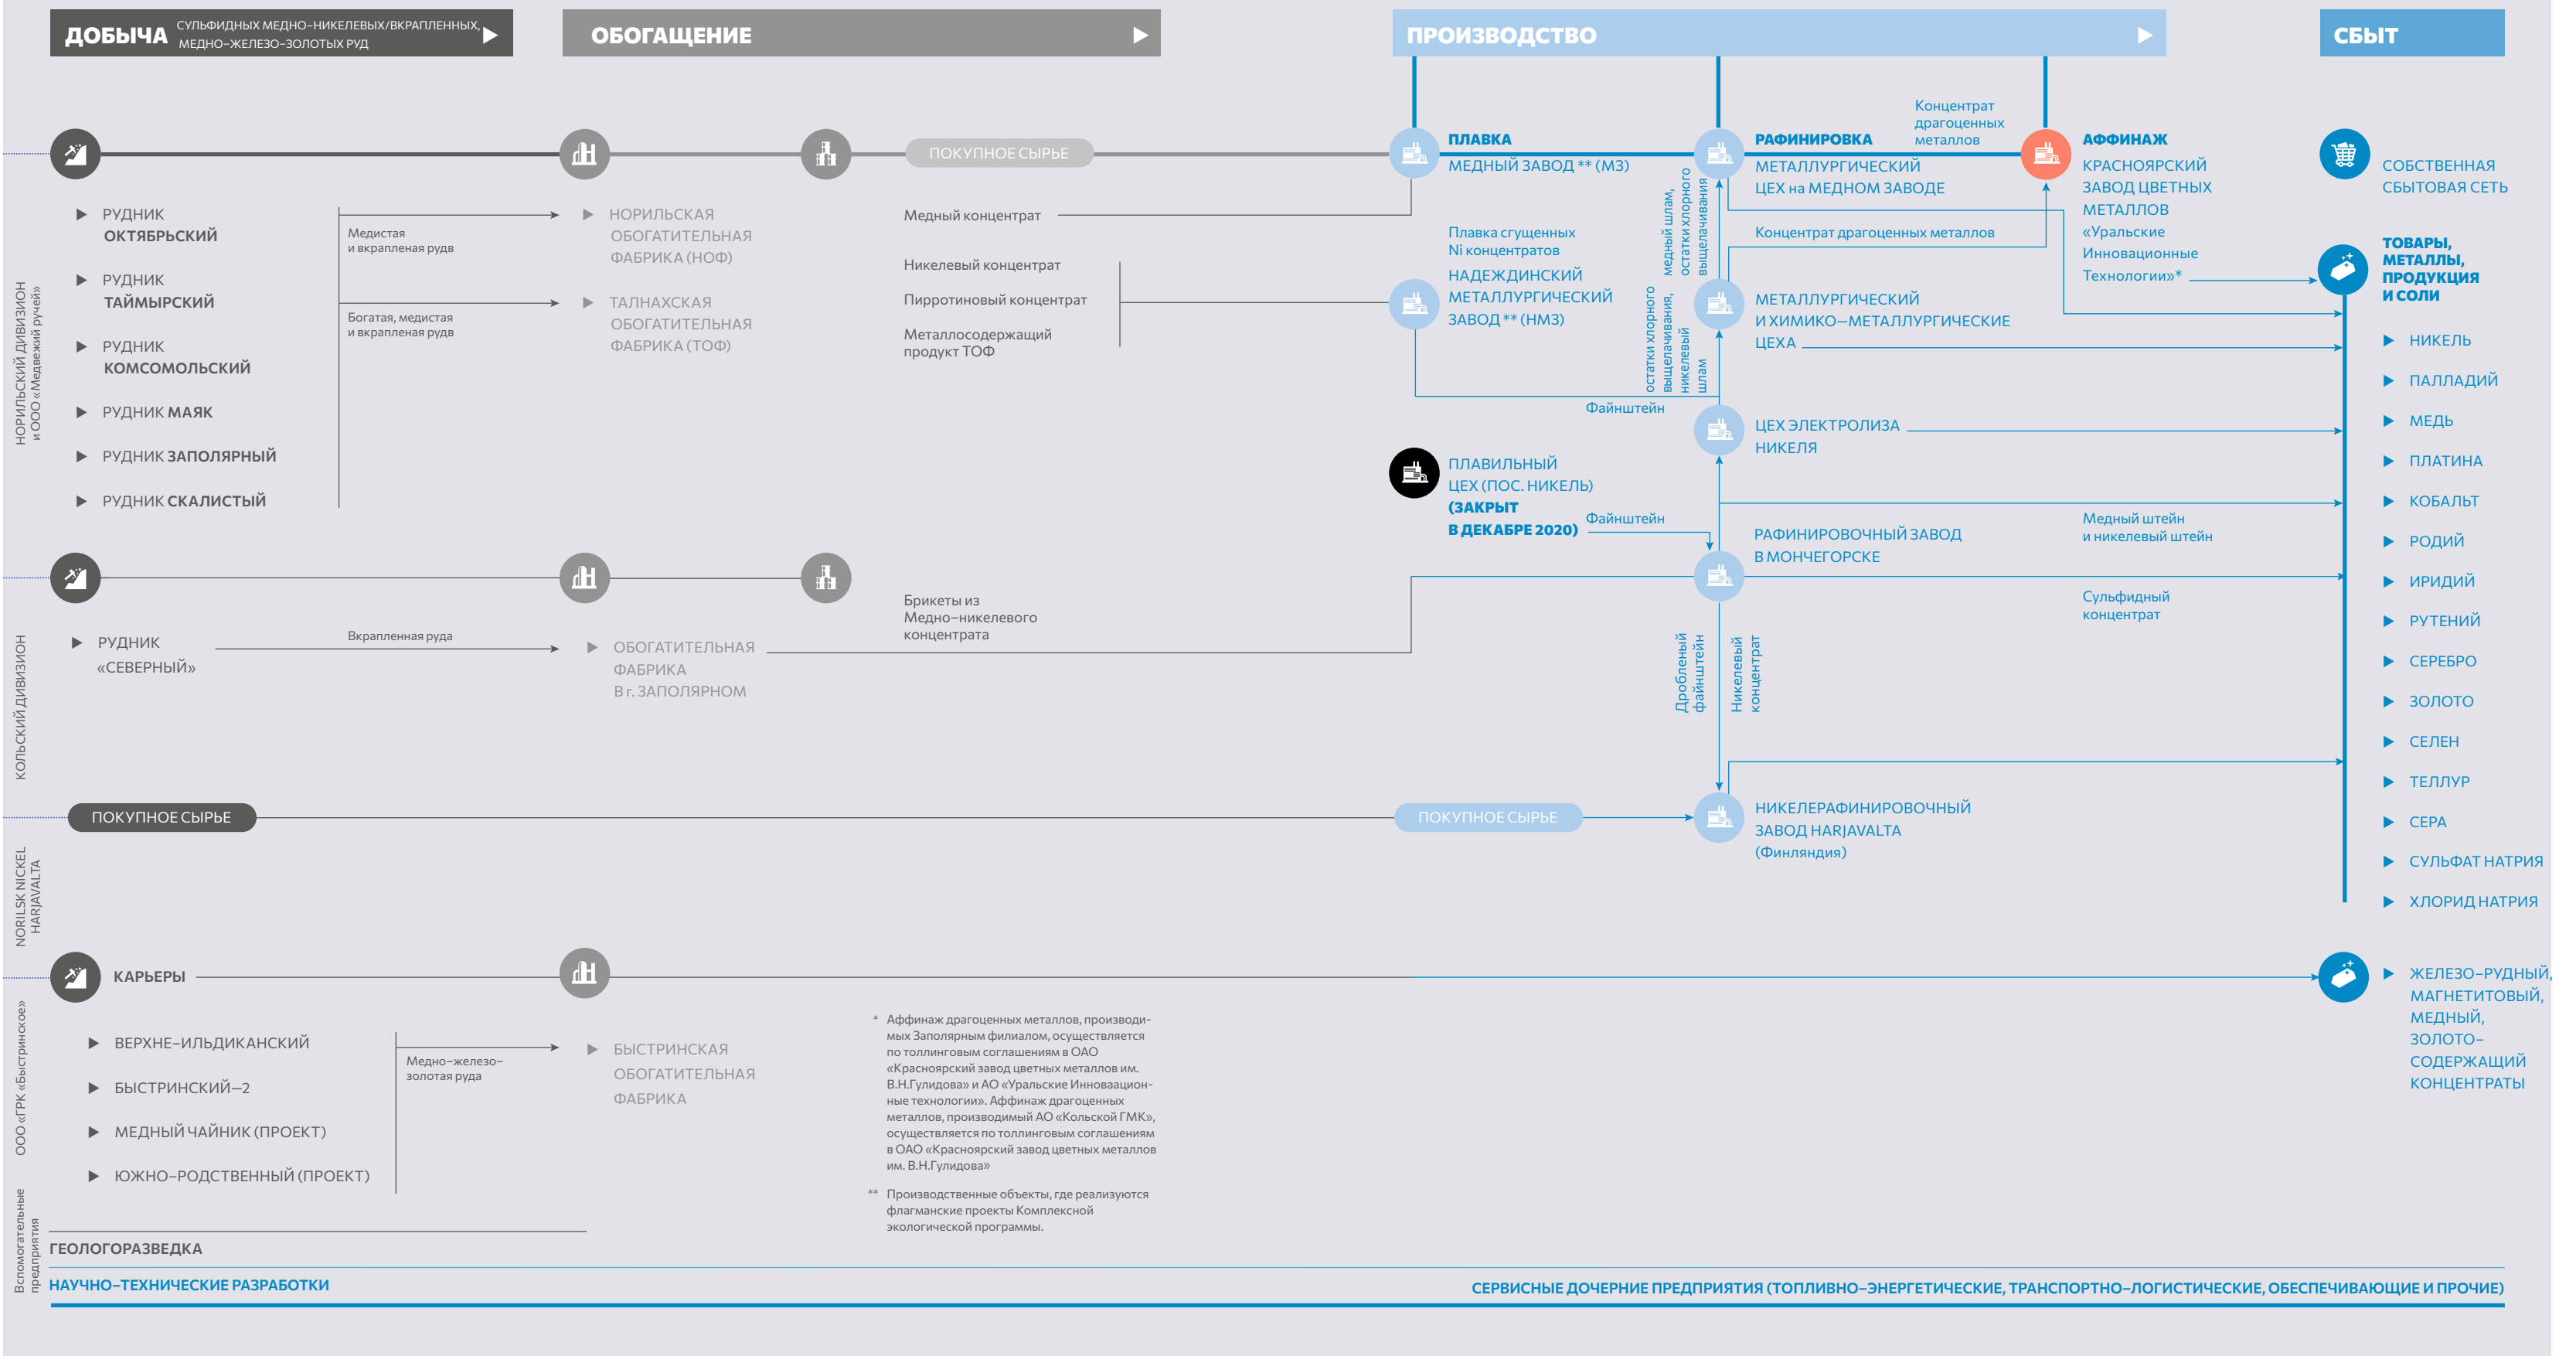 ДОБЫЧА
СУЛЬФИДНЫХ МЕДНО–НИКЕЛЕВЫХ/ВКРАПЛЕННЫХ,
МЕДНО–ЖЕЛЕЗО–ЗОЛОТЫХ РУД
ОБОГАЩЕНИЕ
ПРОИЗВОДСТВО
СБЫТ
НОРИЛЬСКИЙ ДИВИЗИОН
и ООО «Медвежий ручей»
РУДНИК
ОКТЯБРЬСКИЙ
РУДНИК
ТАЙМЫРСКИЙ
РУДНИК
КОМСОМОЛЬСКИЙ
РУДНИК МАЯК
РУДНИК ЗАПОЛЯРНЫЙ
РУДНИК СКАЛИСТЫЙ
Медистая
и вкрапленая рудв
Богатая, медистая
и вкрапленая рудв
НОРИЛЬСКАЯ
ОБОГАТИТЕЛЬНАЯ
ФАБРИКА (НОФ)
ТАЛНАХСКАЯ
ОБОГАТИТЕЛЬНАЯ
ФАБРИКА (ТОФ)
ПОКУПНОЕ СЫРЬЕ
Медный концентрат
Никелевый концентрат
Пирротиновый концентрат
Металлосодержащий
продукт ТОФ
ПЛАВКА
МЕДНЫЙ ЗАВОД ** (МЗ)
Плавка сгущенных
Ni концентратов
НАДЕЖДИНСКИЙ
МЕТАЛЛУРГИЧЕСКИЙ
ЗАВОД ** (НМЗ)
Файнштейн
ПЛАВИЛЬНЫЙ
ЦЕХ (ПОС. НИКЕЛЬ)
(ЗАКРЫТ
В ДЕКАБРЕ 2020)
Файнштейн
медный шлам,
остатки хлорного
выщелачивания
остатки хлорного
выщелачивания,
никелевый
шлам
РАФИНИРОВКА
МЕТАЛЛУРГИЧЕСКИЙ
ЦЕХ на МЕДНОМ ЗАВОДЕ
Концентрат
драгоценных
металлов
Концентрат драгоценных металлов
МЕТАЛЛУРГИЧЕСКИЙ
И ХИМИКО—МЕТАЛЛУРГИЧЕСКИЕ
ЦЕХА
ЦЕХ ЭЛЕКТРОЛИЗА
НИКЕЛЯ
РАФИНИРОВОЧНЫЙ ЗАВОД
В МОНЧЕГОРСКЕ
АФФИНАЖ
КРАСНОЯРСКИЙ
ЗАВОД ЦВЕТНЫХ
МЕТАЛЛОВ
«Уральские
Инновационные
Технологии»*
Медный штейн
и никелевый штейн
Сульфидный
концентрат
СОБСТВЕННАЯ
СБЫТОВАЯ СЕТЬ
ТОВАРЫ,
МЕТАЛЛЫ,
ПРОДУКЦИЯ
И СОЛИ
НИКЕЛЬ
ПАЛЛАДИЙ
МЕДЬ
ПЛАТИНА
КОБАЛЬТ
РОДИЙ
ИРИДИЙ
РУТЕНИЙ
СЕРЕБРО
ЗОЛОТО
СЕЛЕН
ТЕЛЛУР
СЕРА
СУЛЬФАТ НАТРИЯ
ХЛОРИД НАТРИЯ
КОЛЬСКИЙ ДИВИЗИОН
РУДНИК
«СЕВЕРНЫЙ»
Вкрапленная руда
ОБОГАТИТЕЛЬНАЯ
ФАБРИКА
В г. ЗАПОЛЯРНОМ
Брикеты из
Медно–никелевого
концентрата
Дробленый
файнштейн
Никелевый
концентрат
NORILSK NICKEL
HARJAVALTA
ПОКУПНОЕ СЫРЬЕ
ПОКУПНОЕ СЫРЬЕ
НИКЕЛЕРАФИНИРОВОЧНЫЙ
ЗАВОД HARJAVALTA
(Финляндия)
ООО «ГРК «Быстринское»
КАРЬЕРЫ
ВЕРХНЕ–ИЛЬДИКАНСКИЙ
БЫСТРИНСКИЙ—2
МЕДНЫЙ ЧАЙНИК (ПРОЕКТ)
ЮЖНО–РОДСТВЕННЫЙ (ПРОЕКТ)
Медно–железо–
золотая руда
БЫСТРИНСКАЯ
ОБОГАТИТЕЛЬНАЯ
ФАБРИКА
ЖЕЛЕЗО–РУДНЫЙ,
МАГНЕТИТОВЫЙ,
МЕДНЫЙ,
ЗОЛОТО–
СОДЕРЖАЩИЙ
КОНЦЕНТРАТЫ
* Аффинаж драгоценных металлов, производи–
мых Заполярным филиалом, осуществляется
по толлинговым соглашениям в ОАО
«Красноярский завод цветных металлов им.
В.Н.Гулидова» и АО «Уральские Инноваацион–
ные технологии». Аффинаж драгоценных
металлов, производимый АО «Кольской ГМК»,
осуществляется по толлинговым соглашениям
в ОАО «Красноярский завод цветных металлов
им. В.Н.Гулидова»
** Производственные объекты, где реализуются
флагманские проекты Комплексной
экологической программы.
Вспомогательные
предприятия
ГЕОЛОГОРАЗВЕДКА
НАУЧНО–ТЕХНИЧЕСКИЕ РАЗРАБОТКИ
СЕРВИСНЫЕ ДОЧЕРНИЕ ПРЕДПРИЯТИЯ (ТОПЛИВНО–ЭНЕРГЕТИЧЕСКИЕ, ТРАНСПОРТНО–ЛОГИСТИЧЕСКИЕ, ОБЕСПЕЧИВАЮЩИЕ И ПРОЧИЕ)